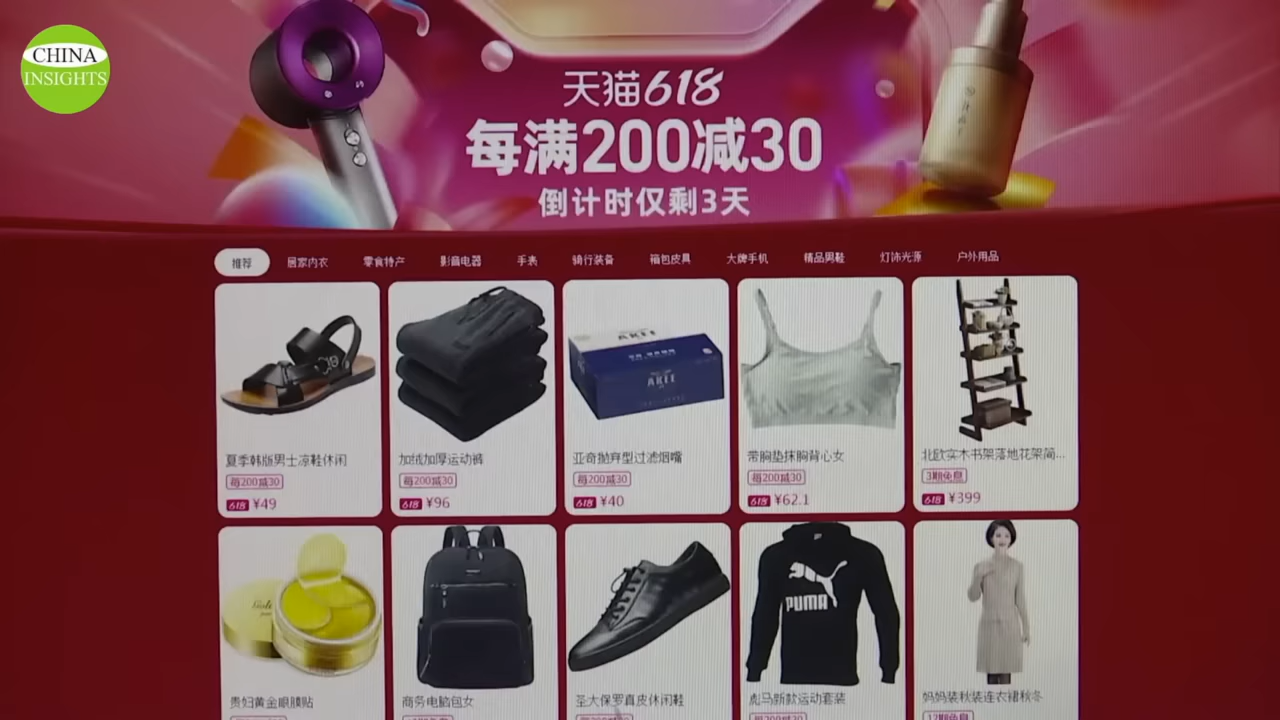 CHINA
INSIGHTS
天猫618
每满200减30
倒计时仅剩3天
推荐 居家内衣 零食特产 影音电器 手表 骑行装备 箱包皮具 大牌手机 精品男鞋 灯饰光源 户外用品
夏季韩版男士凉鞋休闲
每200减30
618 ¥49
加绒加厚运动裤
每200减30
618 ¥96
AKEE
亚奇抛弃型过滤烟嘴
每200减30
618 ¥40
带胸垫抹胸背心女
每200减30
618 ¥62.1
北欧实木书架落地花架简...
3期免息
618 ¥399
贵妇黄金眼膜贴
商务电脑包女
圣大保罗真皮休闲鞋
PUMA
彪马新款运动套装
每200减30
妈妈装秋装连衣裙秋冬
12期免息